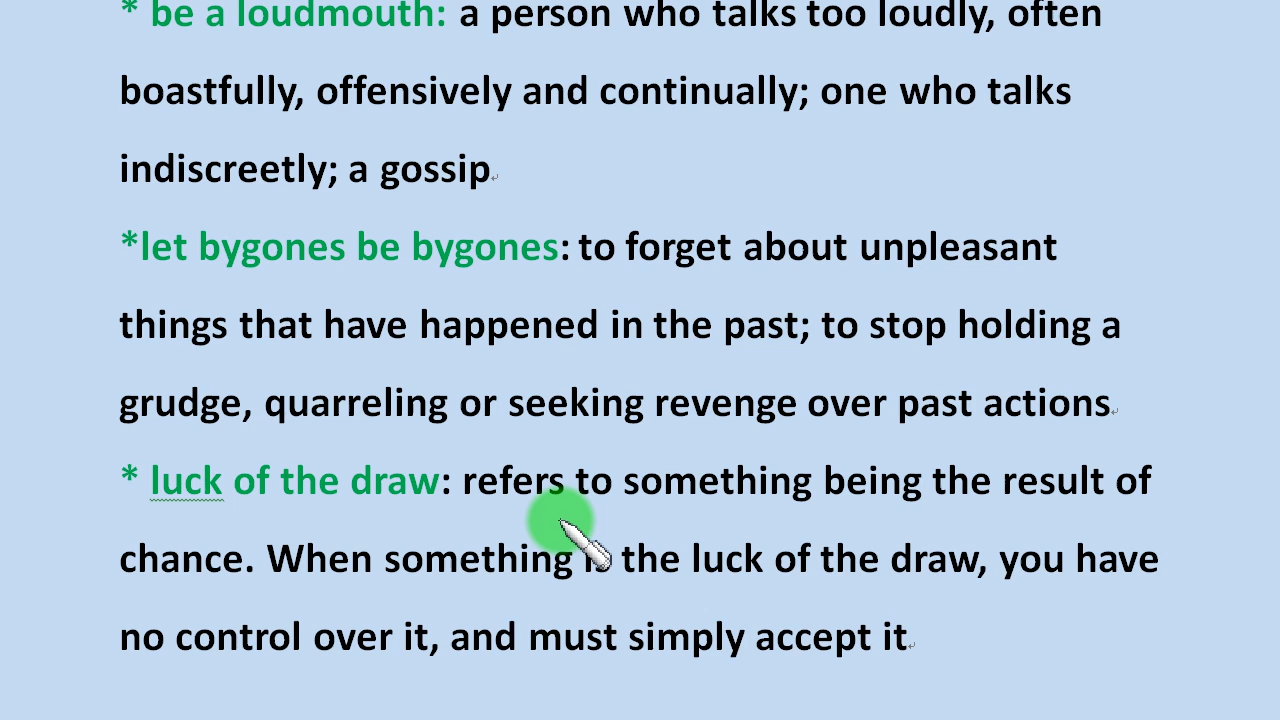 * be a loudmouth: a person who talks too loudly, often
boastfully, offensively and continually; one who talks
indiscreetly; a gossip
*let bygones be bygones: to forget about unpleasant
things that have happened in the past; to stop holding a
grudge, quarreling or seeking revenge over past actions
* luck of the draw: refers to something being the result of
chance. When something is the luck of the draw, you have
no control over it, and must simply accept it